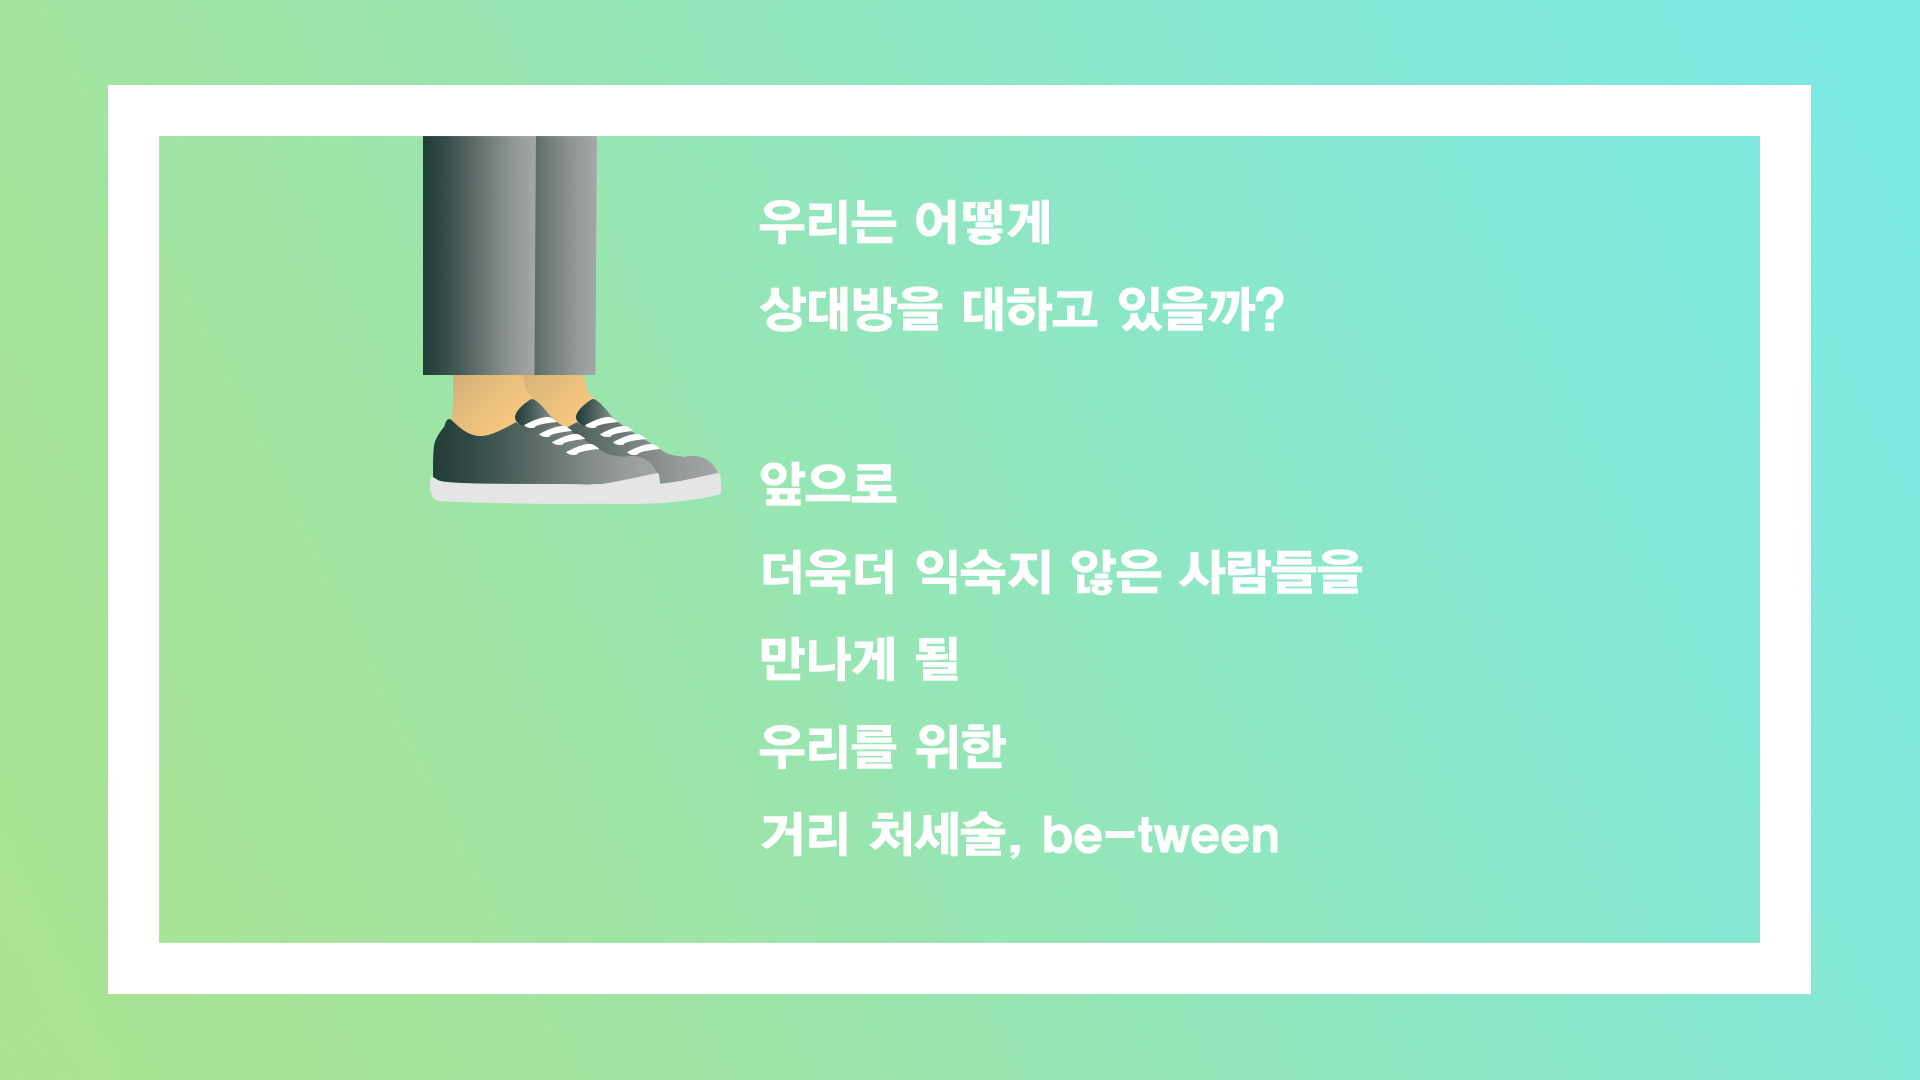 우리는 어떻게
상대방을 대하고 있을까?
앞으로
더욱더 익숙지 않은 사람들을
만나게 될
우리를 위한
거리 처세술, be-tween